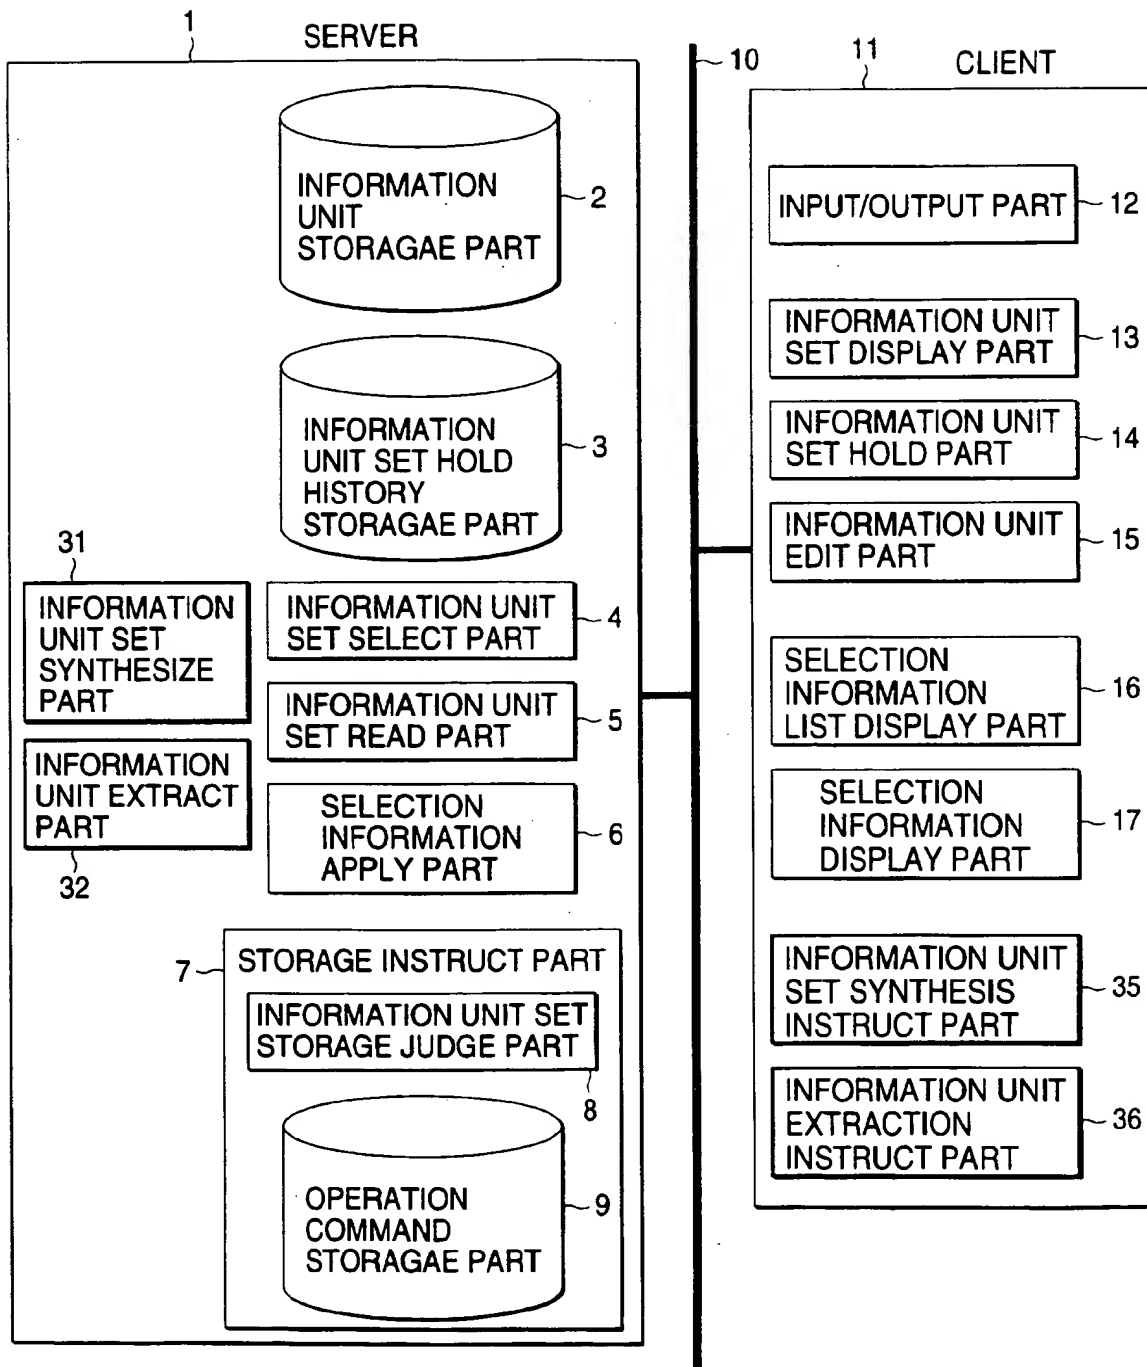 1
SERVER
INFORMATION
UNIT
STORAGAE PART
2
INFORMATION
UNIT SET HOLD
HISTORY
STORAGAE PART
3
31
INFORMATION
UNIT SET
SYNTHESIZE
PART
INFORMATION UNIT
SET SELECT PART
4
INFORMATION UNIT
SET READ PART
5
INFORMATION
UNIT EXTRACT
PART
32
SELECTION
INFORMATION
APPLY PART
6
7
STORAGE INSTRUCT PART
INFORMATION UNIT SET
STORAGE JUDGE PART
8
OPERATION
COMMAND
STORAGAE PART
9
10
11
CLIENT
INPUT/OUTPUT PART
12
INFORMATION UNIT
SET DISPLAY PART
13
INFORMATION UNIT
SET HOLD PART
14
INFORMATION UNIT
EDIT PART
15
SELECTION
INFORMATION
LIST DISPLAY PART
16
SELECTION
INFORMATION
DISPLAY PART
17
INFORMATION UNIT
SET SYNTHESIS
INSTRUCT PART
35
INFORMATION UNIT
EXTRACTION
INSTRUCT PART
36